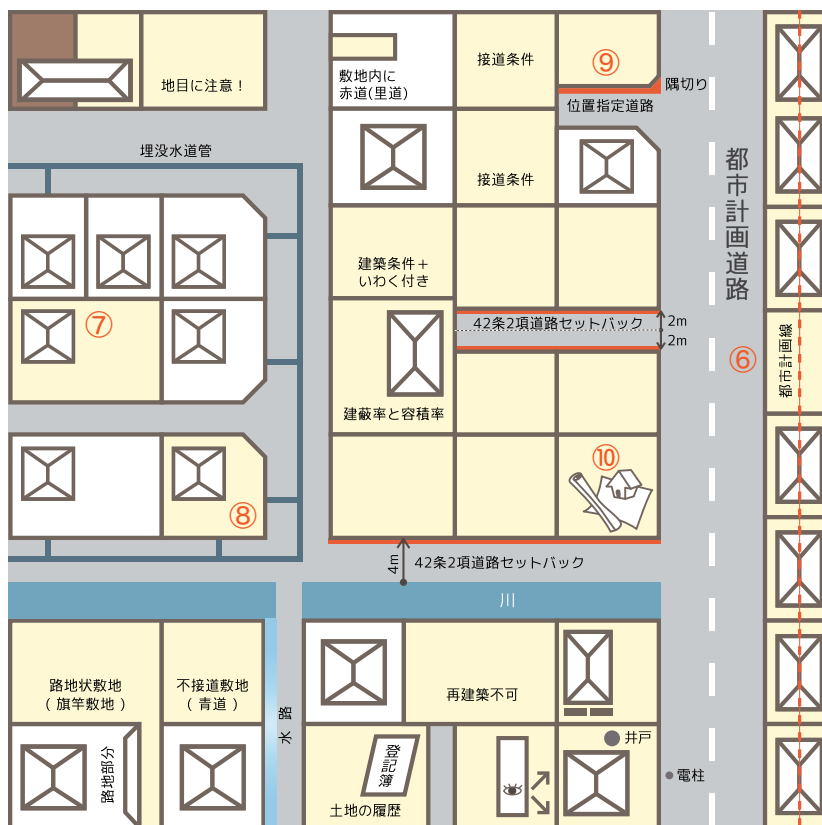 地目に注意！
敷地内に
赤道(里道)
接道条件
⑨
隅切り
位置指定道路
埋没水道管
接道条件
都市計画道路
建築条件＋
いわく付き
⑦
42条2項道路セットバック
2m
2m
⑥
都市計画線
建蔽率と容積率
⑩
⑧
4m
42条2項道路セットバック
川
路地状敷地
（ 旗竿敷地 ）
不接道敷地
（ 青道 ）
再建築不可
水路
路地部分
登記簿
井戸
電柱
土地の履歴